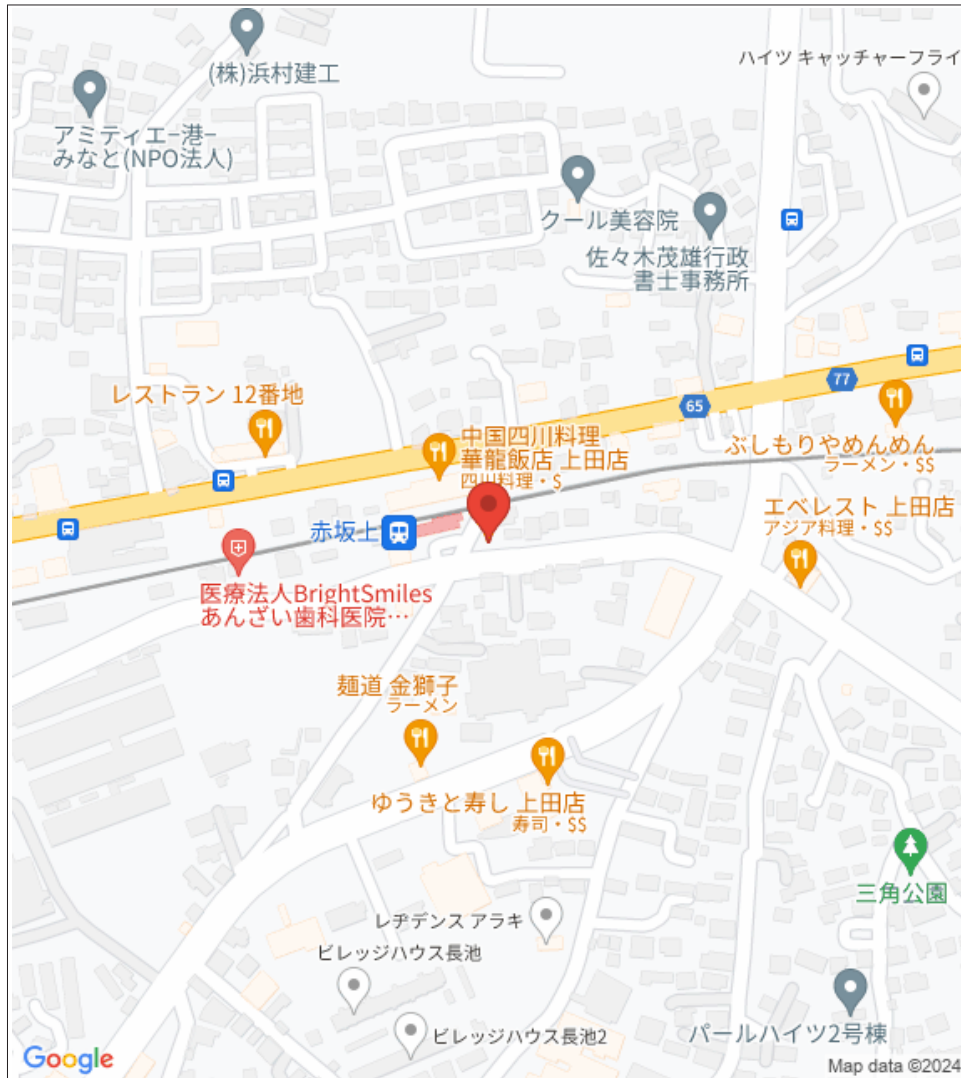 (株)浜村建工
ハイツ キャッチャーフライ
アミティエー港ー
みなと(NPO法人)
クール美容院
佐々木茂雄行政
書士事務所
77
レストラン 12番地
65
中国四川料理
華龍飯店 上田店
四川料理・$
ぶしもりやめんめん
ラーメン・$$
エベレスト 上田店
アジア料理・$$
赤坂上
医療法人BrightSmiles
あんざい歯科医院…
麺道 金獅子
ラーメン
ゆうきと寿し 上田店
寿司・$$
三角公園
レヂデンス アラキ
ビレッジハウス長池
ビレッジハウス長池2
パールハイツ2号棟
Google
Map data ©2024